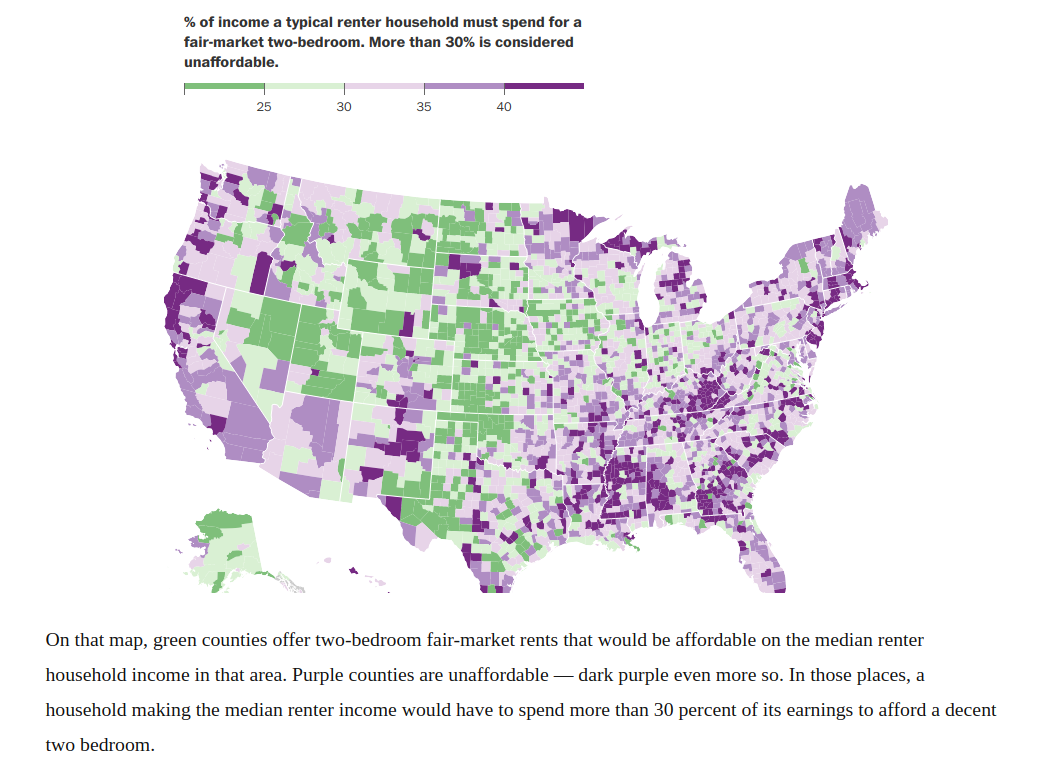 % of income a typical renter household must spend for a
fair-market two-bedroom. More than 30% is considered
unaffordable.
25 30 35 40
On that map, green counties offer two-bedroom fair-market rents that would be affordable on the median renter
household income in that area. Purple counties are unaffordable — dark purple even more so. In those places, a
household making the median renter income would have to spend more than 30 percent of its earnings to afford a decent
two bedroom.